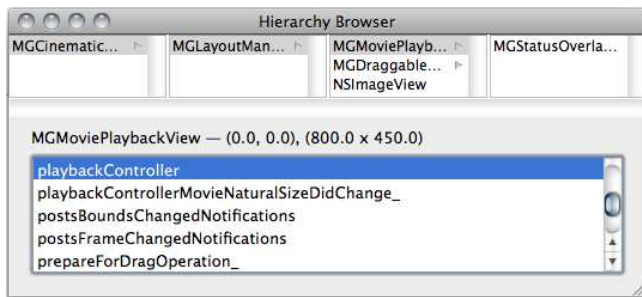 Hierarchy Browser
MGCinematic... MGLayoutMan... MGMoviePlayb... MGStatusOverla...
MGDraggable...
NSImageView
MGMoviePlaybackView — (0.0, 0.0), (800.0 x 450.0)
playbackController
playbackControllerMovieNaturalSizeDidChange_
postsBoundsChangedNotifications
postsFrameChangedNotifications
prepareForDragOperation_